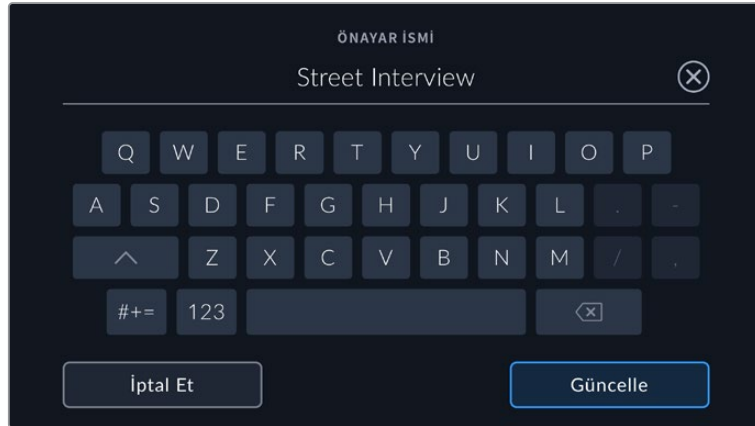 ÖNAYAR İSMİ
Street Interview
Q W E R T Y U I O P
A S D F G H J K L . -
Z X C V B N M / ,
#+= 123
İptal Et Güncelle